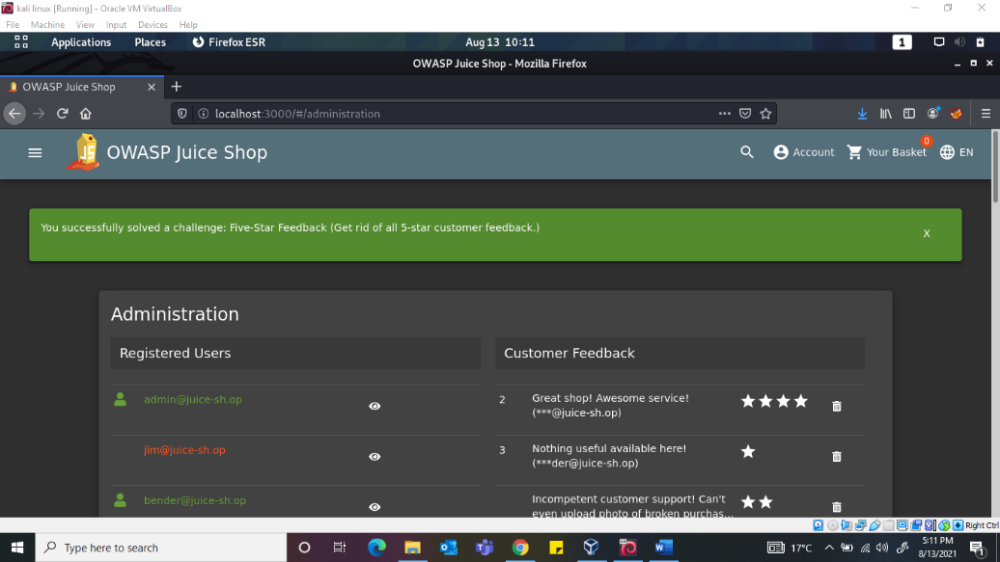 kali linux [Running] - Oracle VM VirtualBox
File Machine View Input Devices Help
Applications Places Firefox ESR Aug 13 10:11 1
OWASP Juice Shop - Mozilla Firefox
OWASP Juice Shop
localhost:3000/#/administration
JS OWASP Juice Shop Account Your Basket 0 EN
You successfully solved a challenge: Five-Star Feedback (Get rid of all 5-star customer feedback.) X
Administration
Registered Users
Customer Feedback
admin@juice-sh.op
2 Great shop! Awesome service!
(***@juice-sh.op)
jim@juice-sh.op
3 Nothing useful available here!
(***der@juice-sh.op)
bender@juice-sh.op
Incompetent customer support! Can't
even upload photo of broken purchas...
Right Ctrl
Type here to search
17°C
5:11 PM
8/13/2021
1